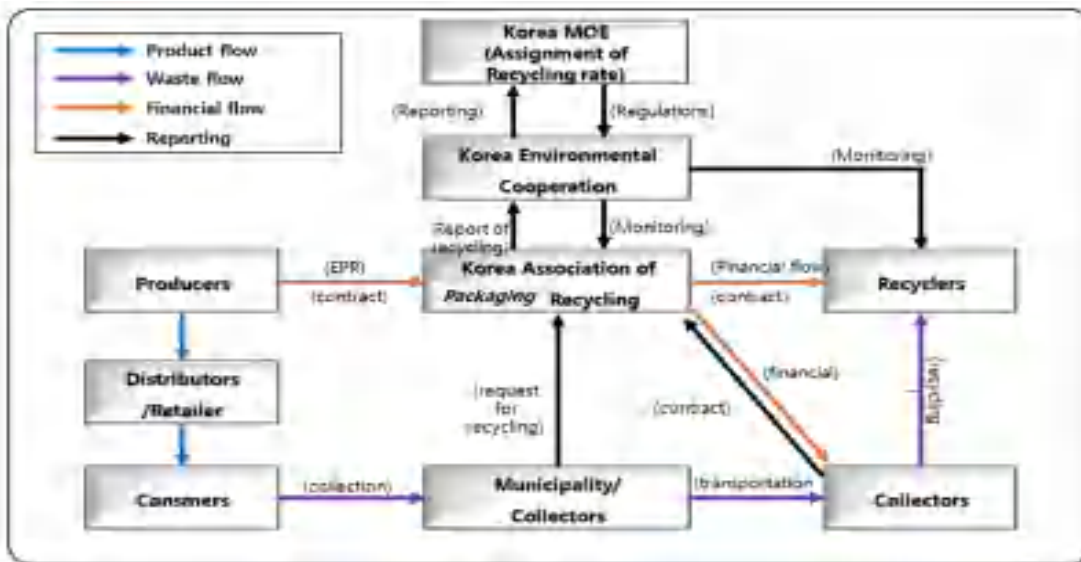 Product flow
Waste flow
Financial flow
Reporting
Korea MOE
(Assignment of
Recycling rate)
(Reporting)
(Regulations)
Korea Environmental
Cooperation
(Monitoring)
Report of
recycling)
(Monitoring)
Producers
(EPR)
(contract)
Korea Association of
Packaging Recycling
(Financial flow)
(contract)
Recyclers
Distributors
/Retailer
(request
for
recycling)
(financial)
(contract)
Cansmers
(collection)
Municipality/
Collectors
(transportation
Collectors